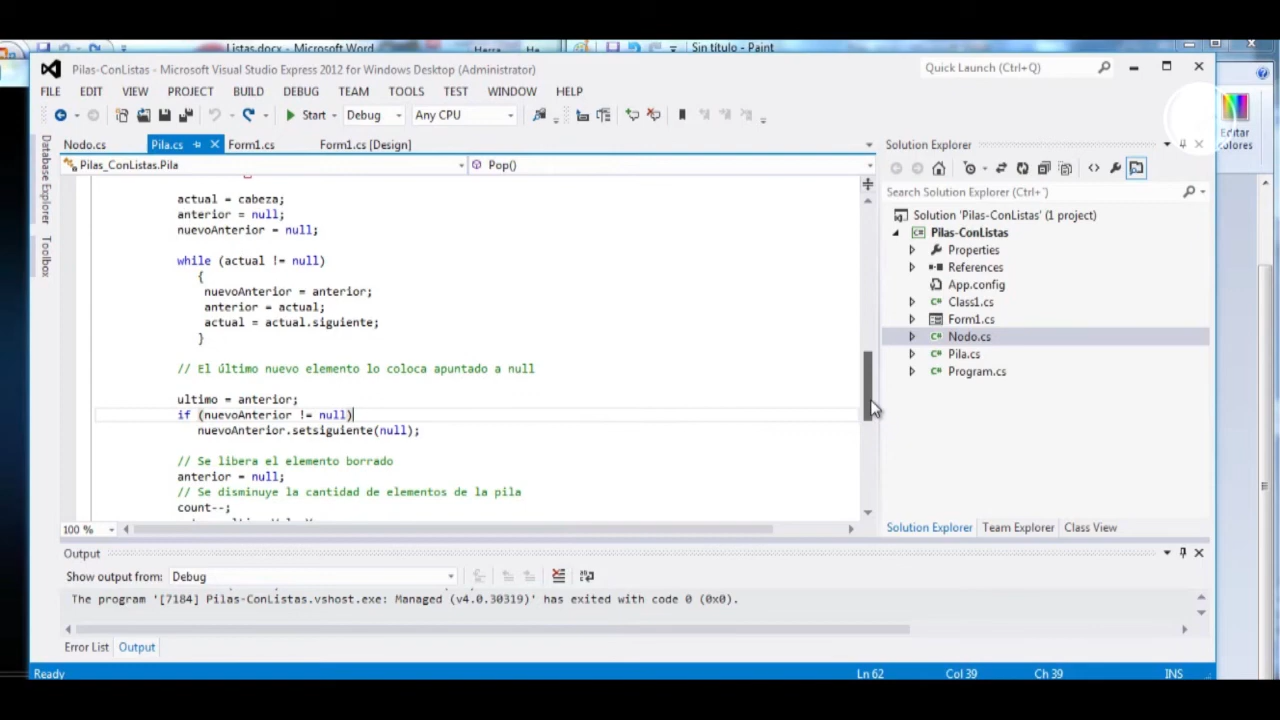 Listas.docx - Microsoft Word
Sin título - Paint
Pilas-ConListas - Microsoft Visual Studio Express 2012 for Windows Desktop (Administrator)
Quick Launch (Ctrl+Q)
FILE EDIT VIEW PROJECT BUILD DEBUG TEAM TOOLS TEST WINDOW HELP
Start Debug Any CPU
Editar
Nodo.cs Pila.cs Form1.cs Form1.cs [Design]
Pilas_ConListas.Pila Pop()
Database Explorer
Toolbox
actual = cabeza;
anterior = null;
nuevoAnterior = null;
while (actual != null)
{
nuevoAnterior = anterior;
anterior = actual;
actual = actual.siguiente;
}
// El último nuevo elemento lo coloca apuntado a null
ultimo = anterior;
if (nuevoAnterior != null)
nuevoAnterior.setsiguiente(null);
// Se libera el elemento borrado
anterior = null;
// Se disminuye la cantidad de elementos de la pila
count--;
100 %
Solution Explorer
Search Solution Explorer (Ctrl+¨)
Solution 'Pilas-ConListas' (1 project)
Pilas-ConListas
Properties
References
App.config
Class1.cs
Form1.cs
Nodo.cs
Pila.cs
Program.cs
Solution Explorer Team Explorer Class View
Output
Show output from: Debug
The program '[7184] Pilas-ConListas.vshost.exe: Managed (v4.0.30319)' has exited with code 0 (0x0).
Error List Output
Ready Ln 62 Col 39 Ch 39 INS